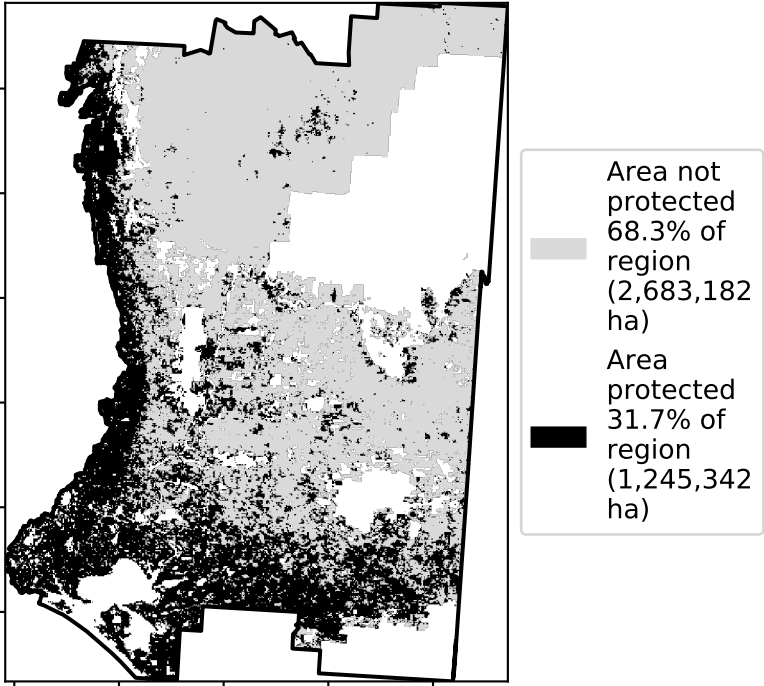 Area not
protected
68.3% of
region
(2,683,182
ha)
Area
protected
31.7% of
region
(1,245,342
ha)